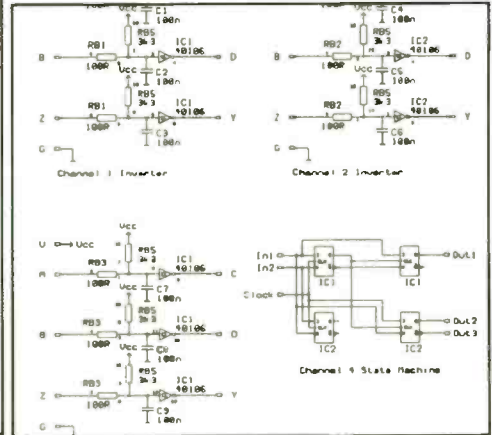 C1
100n
C4
100n
Vcc
RB5
3k3
IC1
40106
B
RB1
100R
D
Vcc
C2
100n
RB5
3k3
IC1
40106
Z
RB1
100R
Y
C3
100n
G
Channel 1 Inverter
Vcc
RB5
3k3
IC2
40106
B
RB2
100R
D
Vcc
C5
100n
RB5
3k3
IC2
40106
Z
RB2
100R
Y
C6
100n
G
Channel 2 Inverter
V
Vcc
Vcc
RB5
3k3
IC1
40106
A
RB3
100R
C
Vcc
C7
100n
RB5
3k3
IC1
40106
B
RB3
100R
D
Vcc
C8
100n
RB5
3k3
IC1
40106
Z
RB3
100R
Y
C9
100n
G
In1
In2
Clock
IC1
IC1
Out1
IC2
IC2
Out2
Out3
Channel 4 State Machine